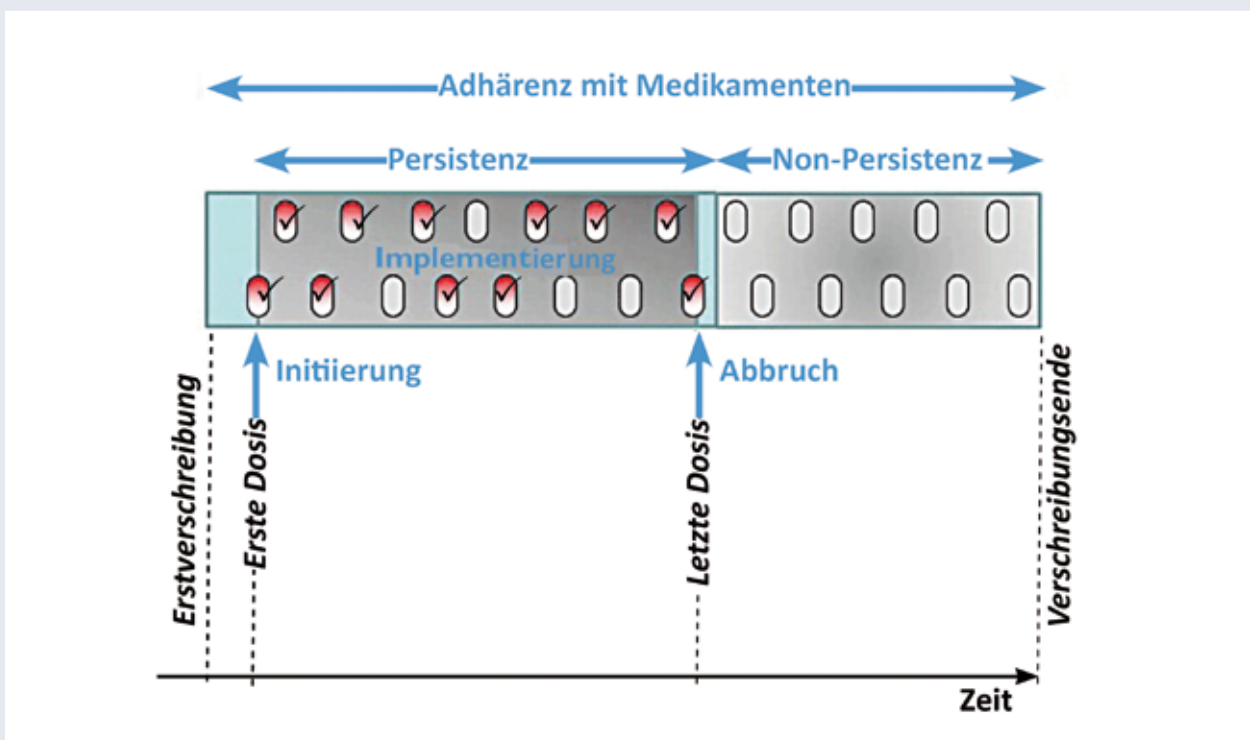 Adhärenz mit Medikamenten
Persistenz
Non-Persistenz
Implementierung
Initiierung
Abbruch
Erstverschreibung
Erste Dosis
Letzte Dosis
Verschreibungsende
Zeit